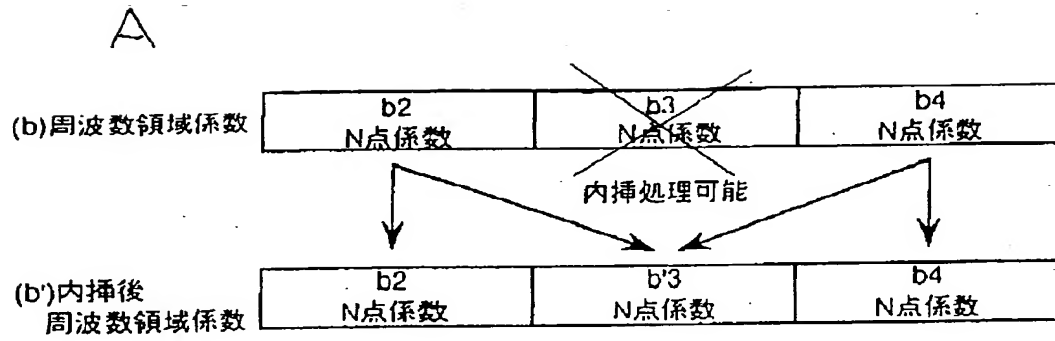 A
(b)周波数領域係数
b2
N点係数
b3
N点係数
b4
N点係数
内挿処理可能
(b')内挿後
周波数領域係数
b2
N点係数
b'3
N点係数
b4
N点係数